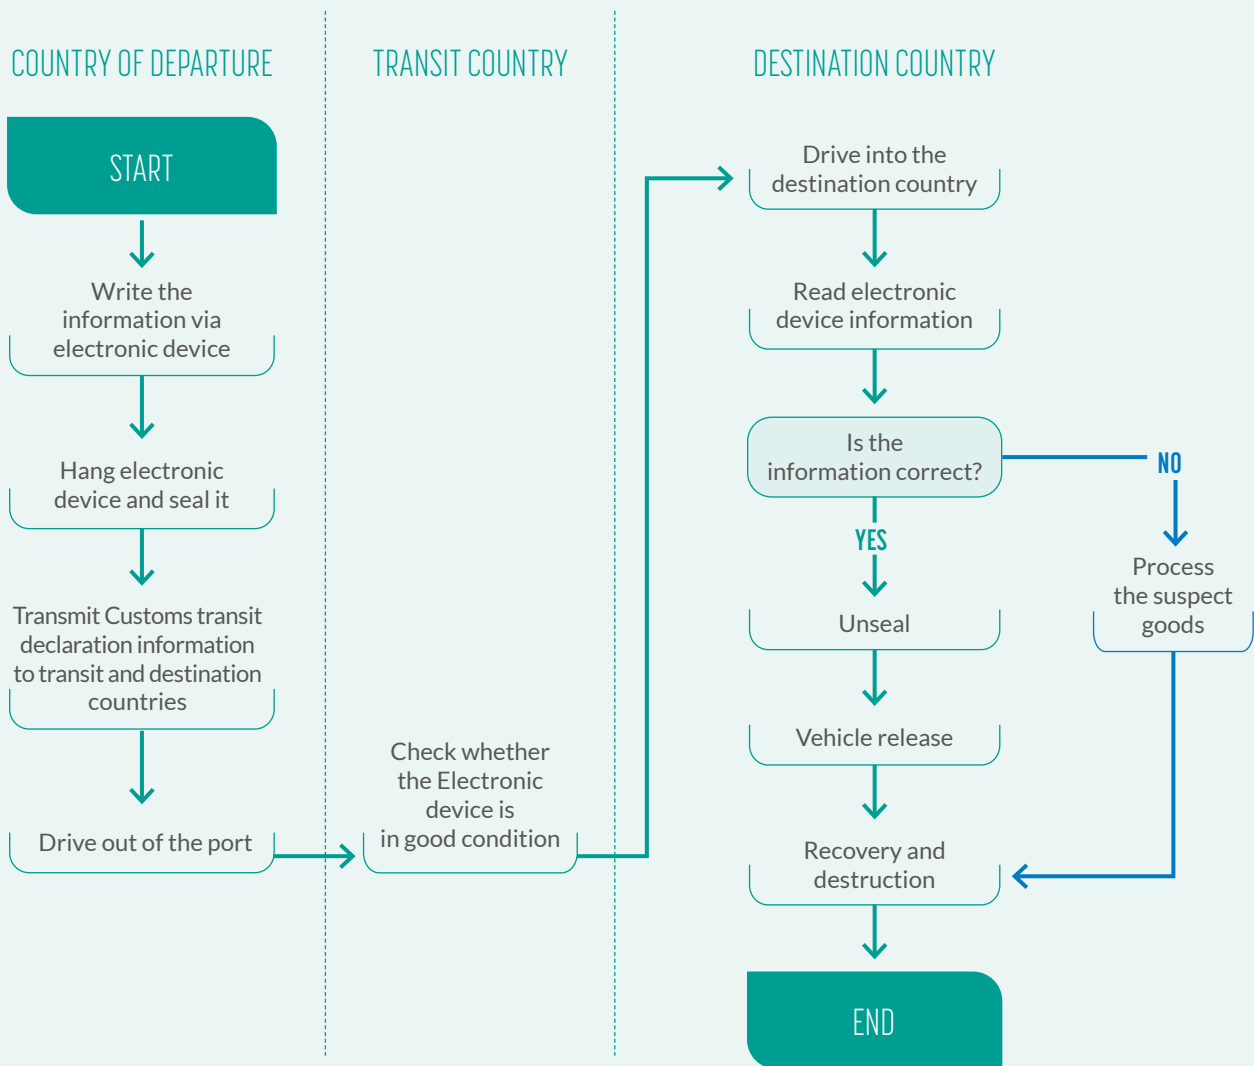 COUNTRY OF DEPARTURE
START
Write the
information via
electronic device
Hang electronic
device and seal it
Transmit Customs transit
declaration information
to transit and destination
countries
Drive out of the port
TRANSIT COUNTRY
Check whether
the Electronic
device is
in good condition
DESTINATION COUNTRY
Drive into the
destination country
Read electronic
device information
Is the
information correct?
NO
YES
Process
the suspect
goods
Unseal
Vehicle release
Recovery and
destruction
END